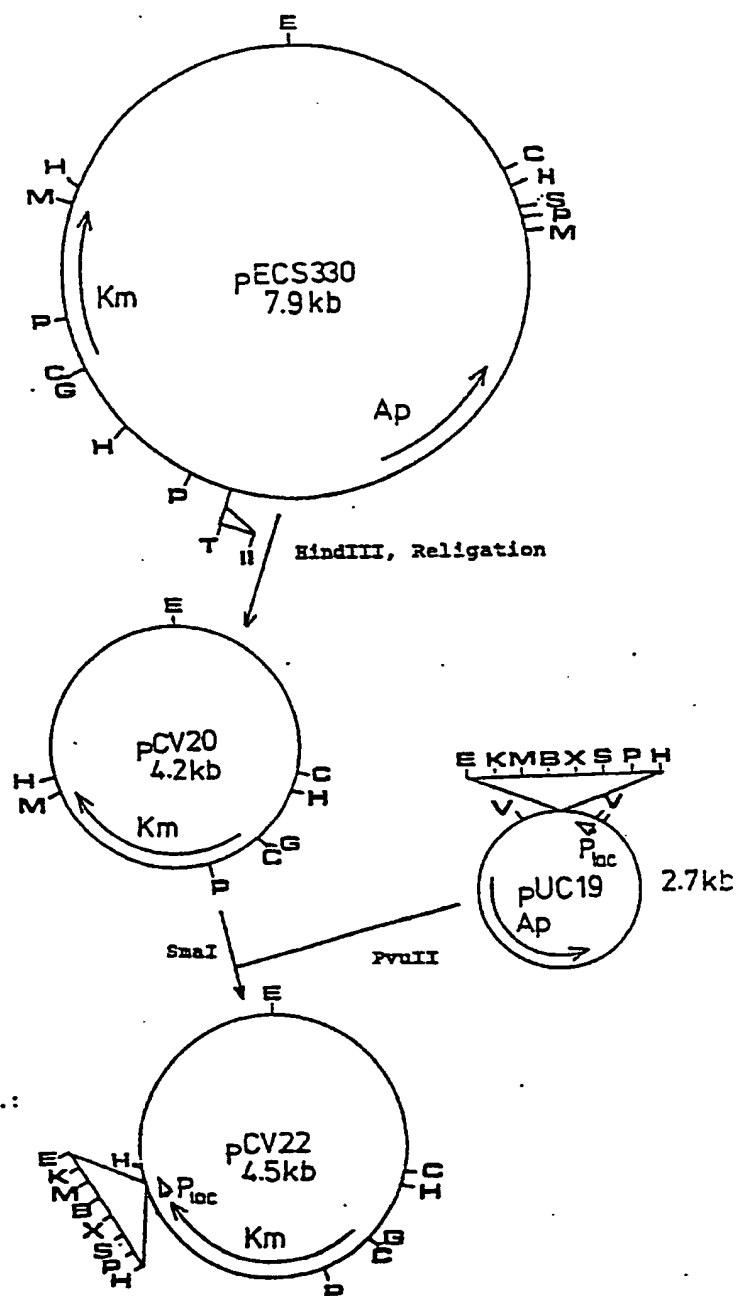 E
C
H
S
P
M
H
M
P
C
G
H
P
T
II
pECS330
7.9kb
Km
Ap
HindIII, Religation
E
pCV20
4.2kb
H
M
C
H
G
C
P
Km
E K M B X S P H
V
V
Plac
pUC19
2.7kb
Ap
SmaI
PvuII
.:
E
pCV22
4.5kb
H
Plac
Km
C
H
G
C
P
E
K
M
B
X
S
P
H